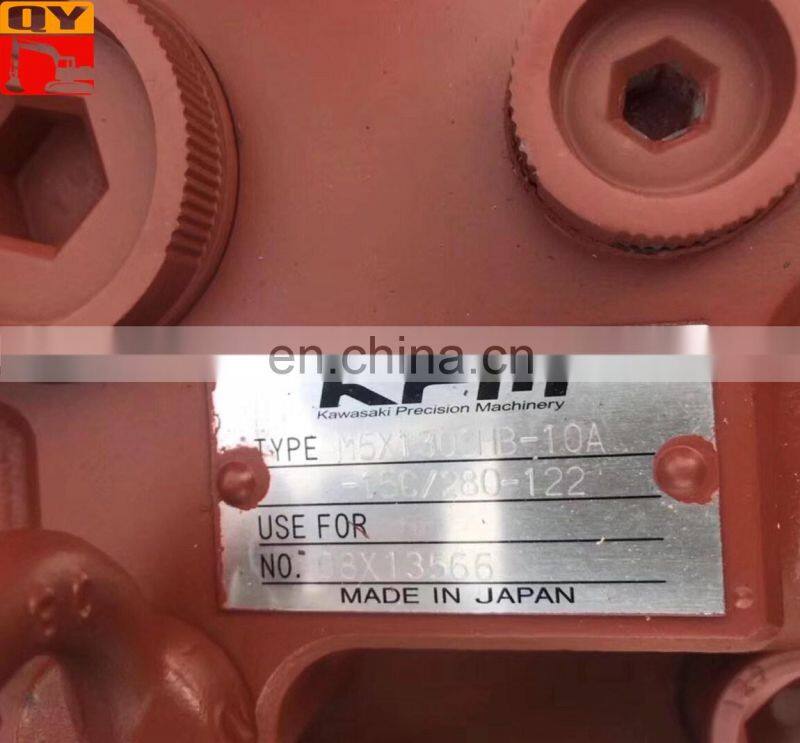 QY
en.china.cn
KPM
Kawasaki Precision Machinery
TYPE M5X130CHB-10A
-15C/280-122
USE FOR
NO. 08X13566
MADE IN JAPAN